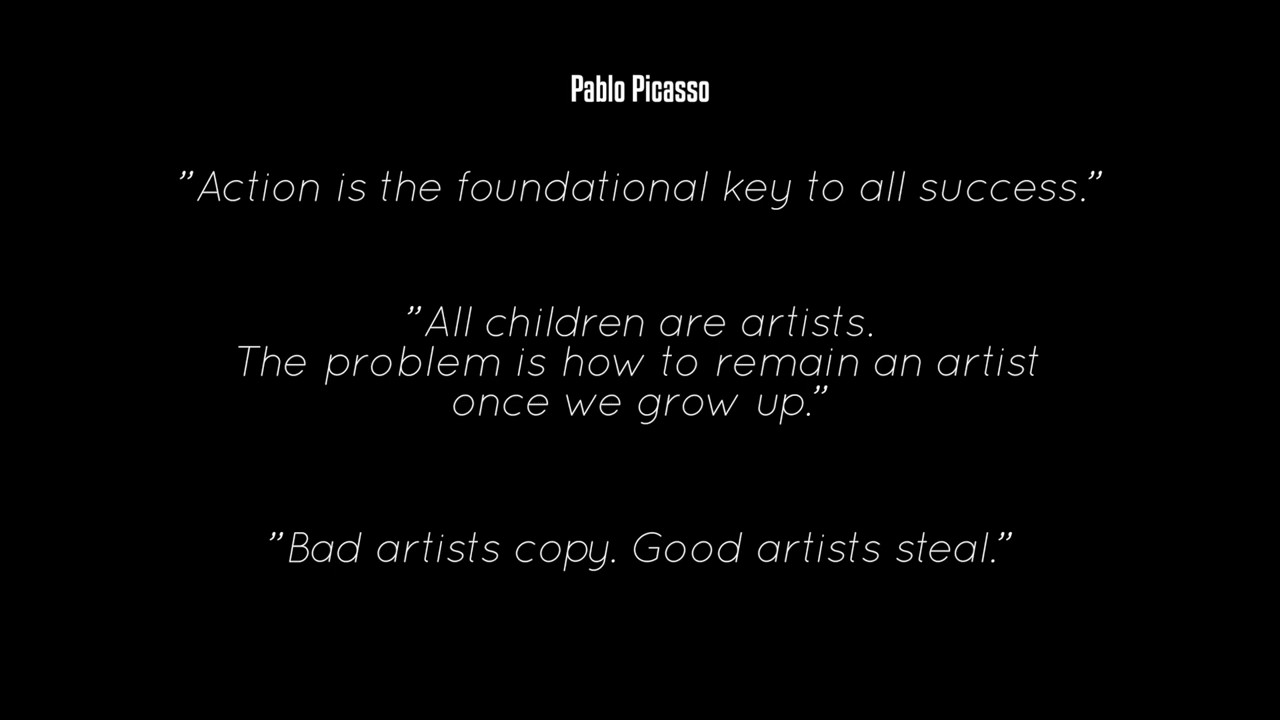 Pablo Picasso
”Action is the foundational key to all success.”
”All children are artists.
The problem is how to remain an artist
once we grow up.”
”Bad artists copy. Good artists steal.”